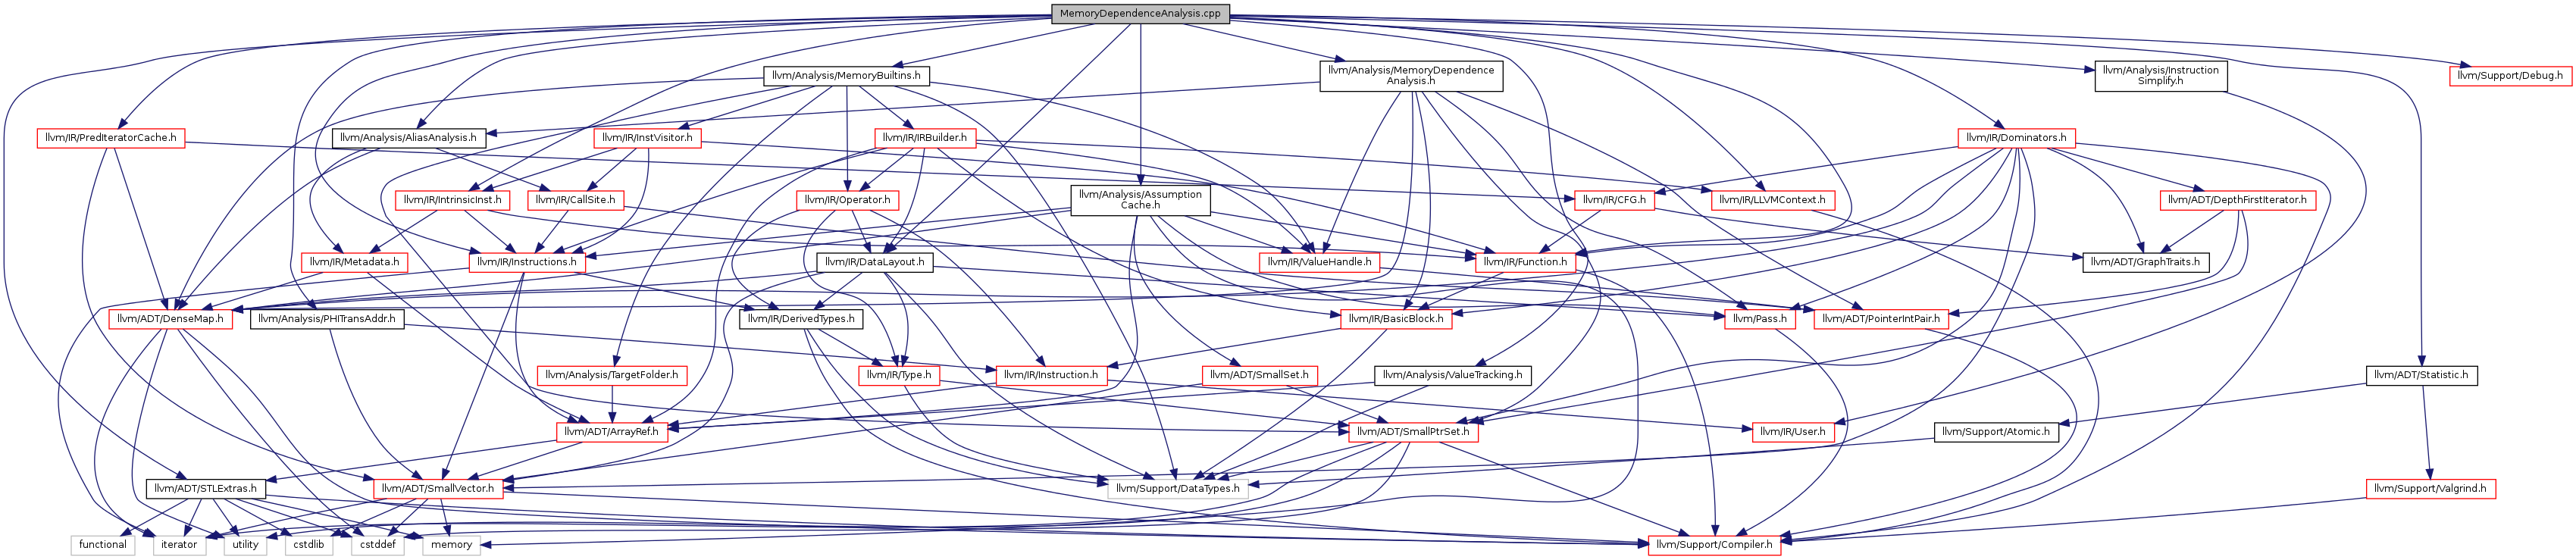 MemoryDependenceAnalysis.cpp
llvm/Analysis/MemoryBuiltins.h
llvm/Analysis/MemoryDependence
Analysis.h
llvm/Analysis/Instruction
Simplify.h
llvm/Support/Debug.h
llvm/IR/PredIteratorCache.h
llvm/Analysis/AliasAnalysis.h
llvm/IR/InstVisitor.h
llvm/IR/IRBuilder.h
llvm/IR/Dominators.h
llvm/IR/IntrinsicInst.h
llvm/IR/CallSite.h
llvm/IR/Operator.h
llvm/Analysis/Assumption
Cache.h
llvm/IR/CFG.h
llvm/IR/LLVMContext.h
llvm/ADT/DepthFirstIterator.h
llvm/IR/Metadata.h
llvm/IR/Instructions.h
llvm/IR/DataLayout.h
llvm/IR/ValueHandle.h
llvm/IR/Function.h
llvm/ADT/GraphTraits.h
llvm/ADT/DenseMap.h
llvm/Analysis/PHITransAddr.h
llvm/IR/DerivedTypes.h
llvm/IR/BasicBlock.h
llvm/Pass.h
llvm/ADT/PointerIntPair.h
llvm/Analysis/TargetFolder.h
llvm/IR/Type.h
llvm/IR/Instruction.h
llvm/ADT/SmallSet.h
llvm/Analysis/ValueTracking.h
llvm/ADT/Statistic.h
llvm/ADT/ArrayRef.h
llvm/ADT/SmallPtrSet.h
llvm/IR/User.h
llvm/Support/Atomic.h
llvm/ADT/STLExtras.h
llvm/ADT/SmallVector.h
llvm/Support/DataTypes.h
llvm/Support/Valgrind.h
functional
iterator
utility
cstdlib
cstddef
memory
llvm/Support/Compiler.h